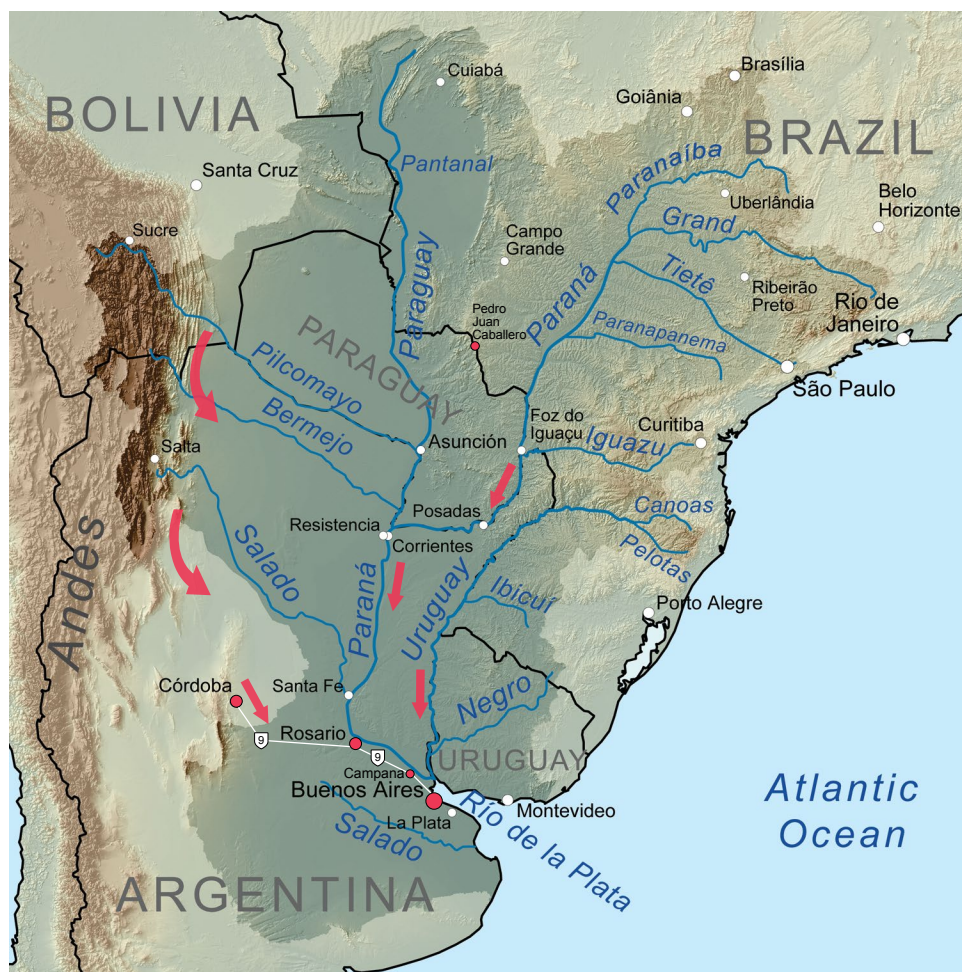 Brasília
Cuiabá
Goiânia
BOLIVIA
BRAZIL
Pantanal
Paranaíba
Santa Cruz
Uberlândia
Belo
Horizonte
Grand
Sucre
Campo
Grande
Tietê
Ribeirão
Preto
Paraguay
Paraná
Rio de
Janeiro
Pedro
Juan
Caballero
Paranapanema
PARAGUAY
Pilcomayo
São Paulo
Bermejo
Foz do
Iguaçu
Curitiba
Iguazu
Asunción
Salta
Canoas
Posadas
Resistencia
Corrientes
Pelotas
Andes
Salado
Paraná
Uruguay
Ibicuí
Porto Alegre
Córdoba
Santa Fe
Negro
Rosario
9
9
URUGUAY
Campana
Buenos Aires
Montevideo
La Plata
Río de la Plata
Salado
Atlantic
Ocean
ARGENTINA